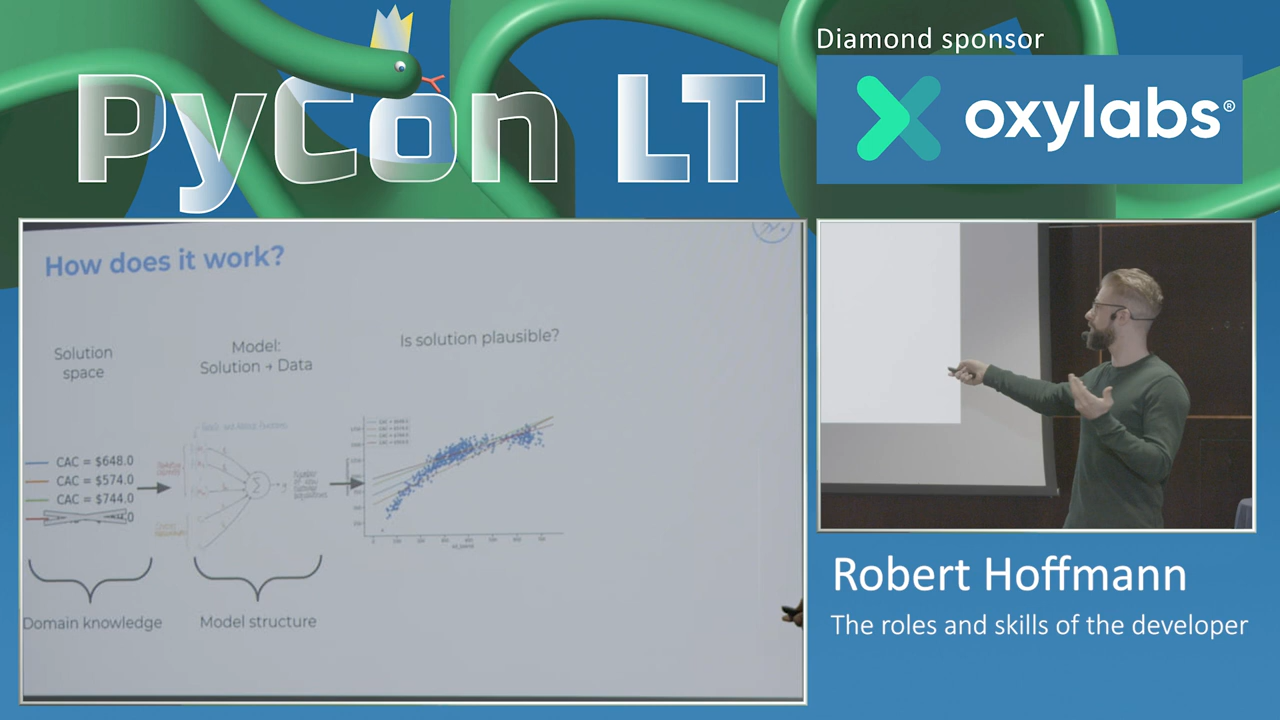 PyCon LT
Diamond sponsor
oxylabs®
How does it work?
Solution
space
Model:
Solution → Data
Is solution plausible?
CAC = $648.0
CAC = $574.0
CAC = $744.0
Domain knowledge
Model structure
Robert Hoffmann
The roles and skills of the developer